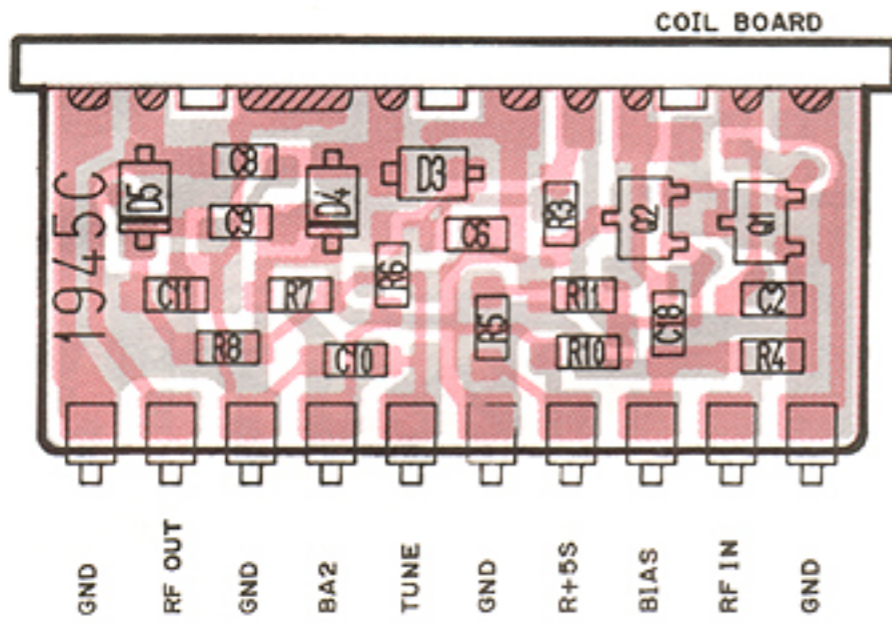 COIL BOARD
1945C
D5
C8
C9
D4
D3
C6
R3
Q2
Q1
C11
R7
R6
R5
R11
C18
C2
R8
C10
R10
R4
GND
RF OUT
GND
BA2
TUNE
GND
R+5S
BIAS
RF IN
GND